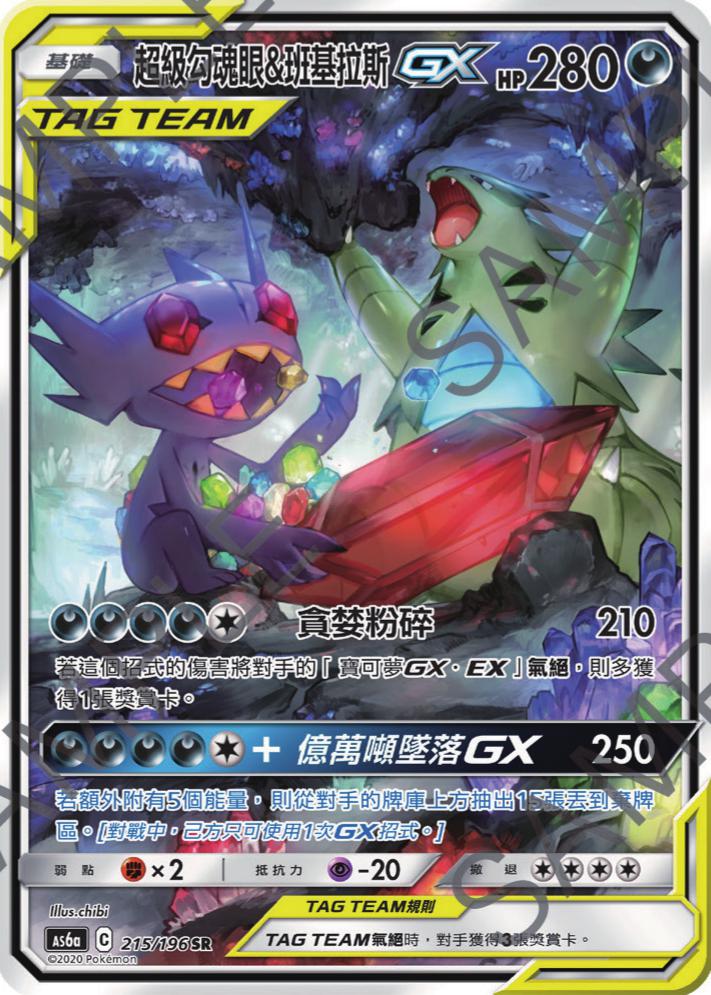 基礎 超級勾魂眼&班基拉斯GX HP280
TAG TEAM
SAMPLE
貪婪粉碎 210
若這個招式的傷害將對手的「寶可夢GX・EX」氣絕,則多獲
得1張獎賞卡。
+ 億萬噸墜落GX 250
若額外附有5個能量,則從對手的牌庫上方抽出15張丟到棄牌
區。[對戰中,己方只可使用1次GX招式。]
弱點 ×2 抵抗力 -20 撤退
Illus.chibi
TAG TEAM規則
AS6a C 215/196 SR
TAG TEAM氣絕時,對手獲得3張獎賞卡。
©2020 Pokémon